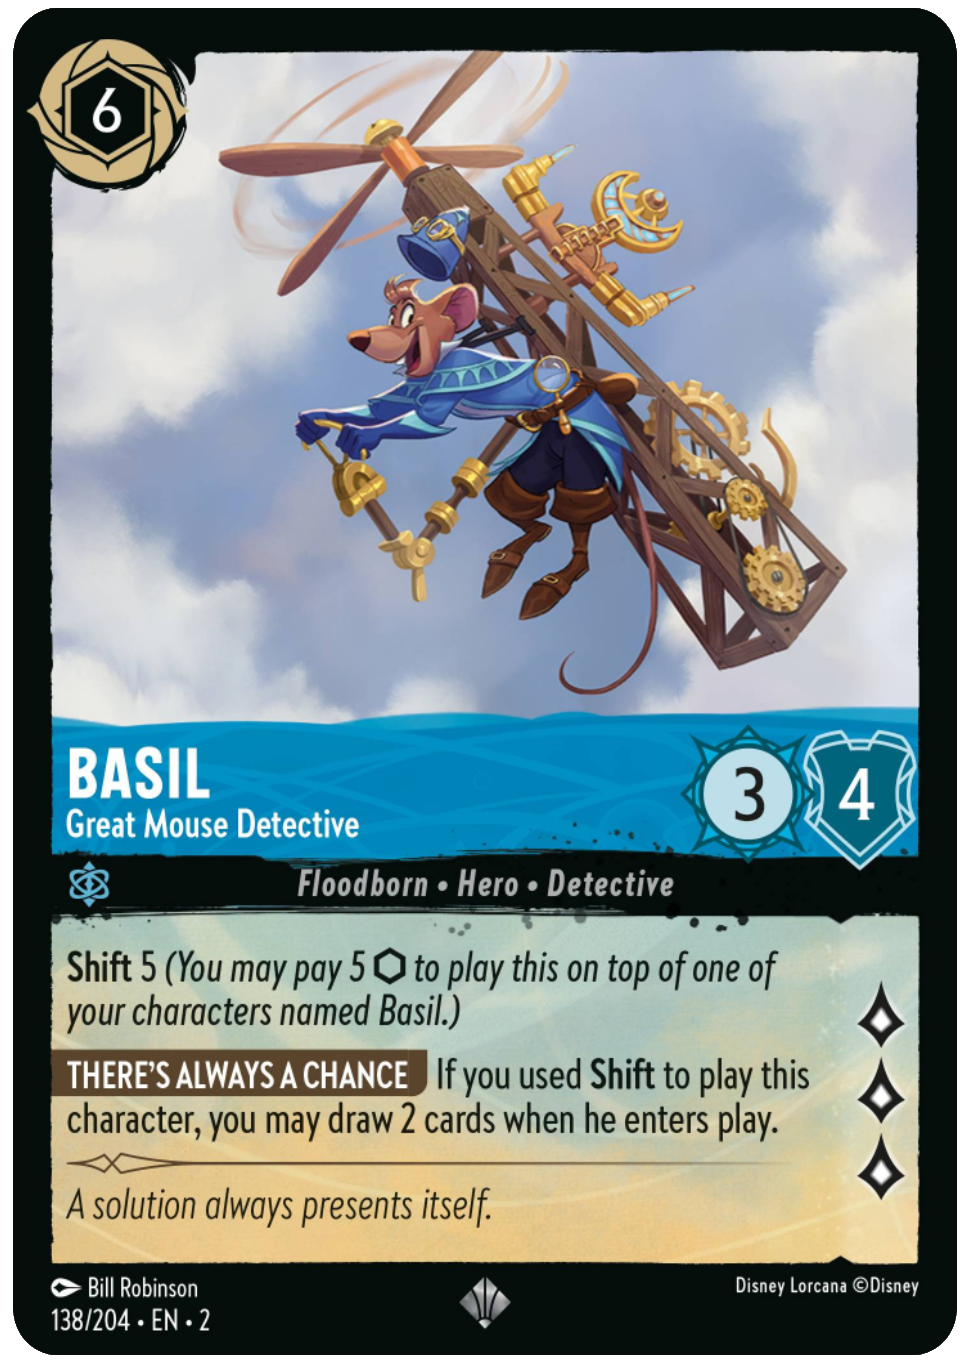 6
BASIL
Great Mouse Detective
3
4
Floodborn • Hero • Detective
Shift 5 (You may pay 5 ⬡ to play this on top of one of
your characters named Basil.)
THERE'S ALWAYS A CHANCE If you used Shift to play this
character, you may draw 2 cards when he enters play.
A solution always presents itself.
Bill Robinson
138/204 • EN • 2
Disney Lorcana ©Disney